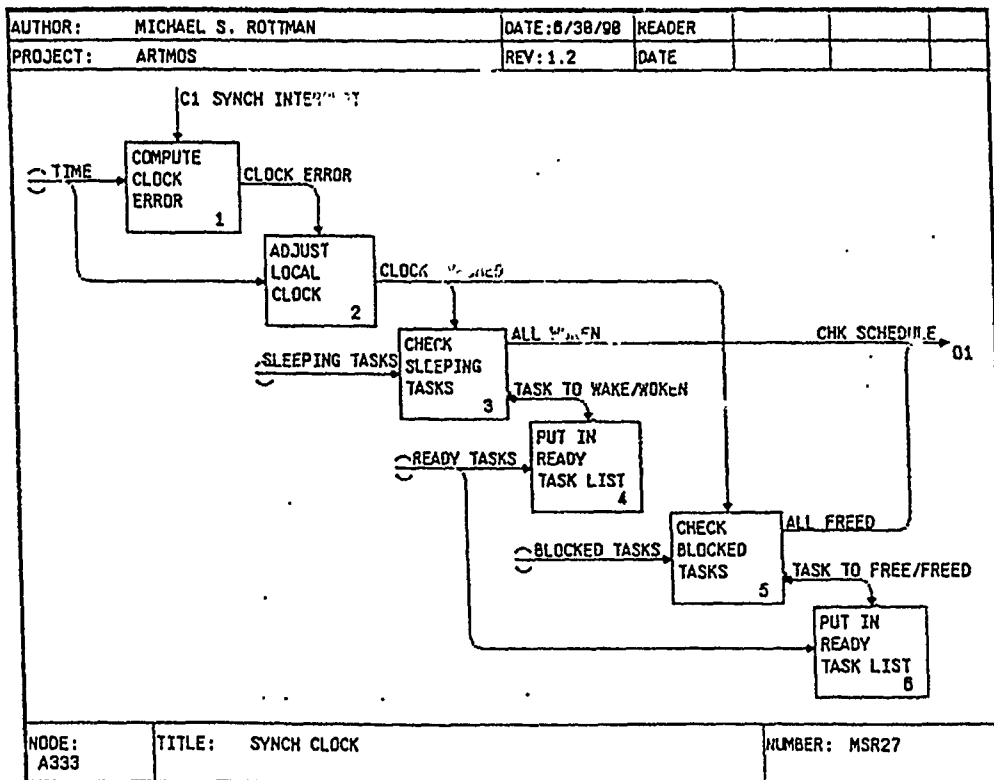 AUTHOR: MICHAEL S. ROTTMAN
DATE:6/30/90
READER
PROJECT: ARTMOS
REV: 1.2
DATE
C1 SYNCH
TIME
COMPUTE
CLOCK
ERROR
1
CLOCK ERROR
ADJUST
LOCAL
CLOCK
2
CLOCK
CHECK
SLEEPING
TASKS
3
ALL WOKEN
CHK SCHEDULE
O1
SLEEPING TASKS
TASK TO WAKE/WOKEN
PUT IN
READY
TASK LIST
4
READY TASKS
CHECK
BLOCKED
TASKS
5
ALL FREED
BLOCKED TASKS
TASK TO FREE/FREED
PUT IN
READY
TASK LIST
6
NODE:
A333
TITLE: SYNCH CLOCK
NUMBER: MSR27